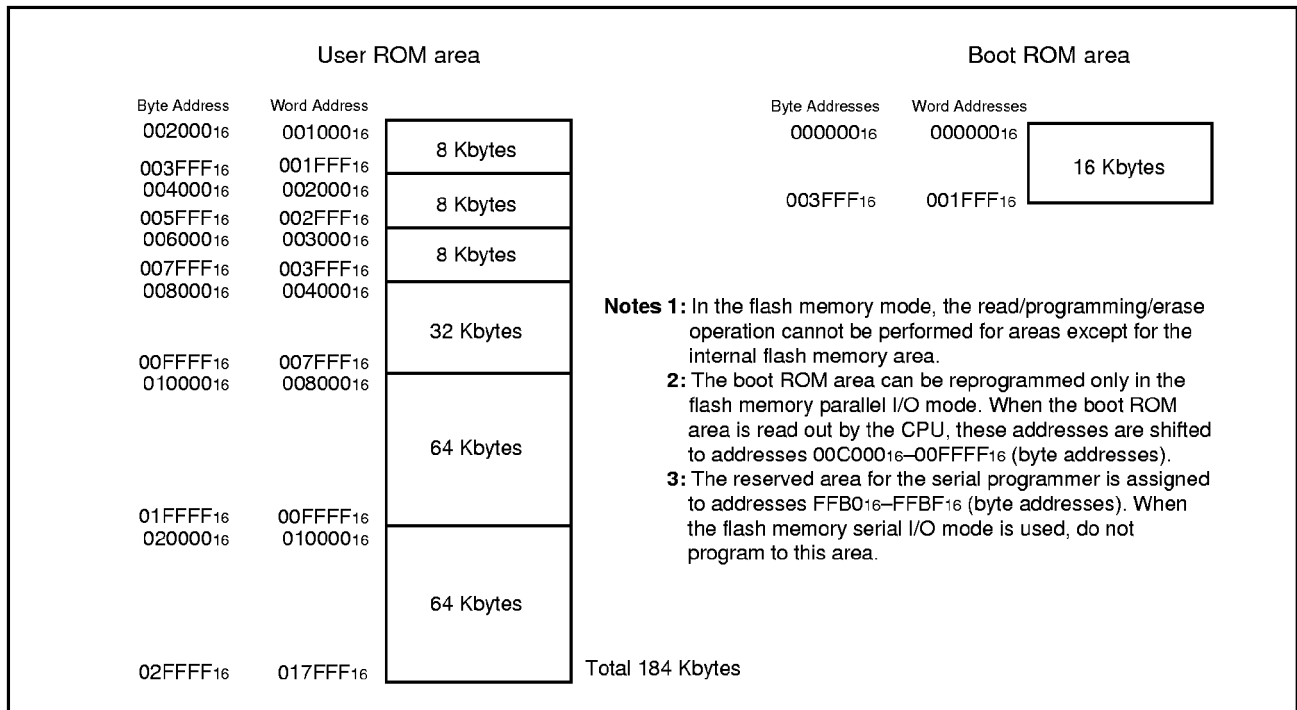 User ROM area
Byte Address Word Address
002000₁₆ 001000₁₆
8 Kbytes
003FFF₁₆ 001FFF₁₆
004000₁₆ 002000₁₆
8 Kbytes
005FFF₁₆ 002FFF₁₆
006000₁₆ 003000₁₆
8 Kbytes
007FFF₁₆ 003FFF₁₆
008000₁₆ 004000₁₆
32 Kbytes
00FFFF₁₆ 007FFF₁₆
010000₁₆ 008000₁₆
64 Kbytes
01FFFF₁₆ 00FFFF₁₆
020000₁₆ 010000₁₆
64 Kbytes
02FFFF₁₆ 017FFF₁₆
Total 184 Kbytes
Boot ROM area
Byte Addresses Word Addresses
000000₁₆ 000000₁₆
16 Kbytes
003FFF₁₆ 001FFF₁₆
Notes 1: In the flash memory mode, the read/programming/erase
operation cannot be performed for areas except for the
internal flash memory area.
2: The boot ROM area can be reprogrammed only in the
flash memory parallel I/O mode. When the boot ROM
area is read out by the CPU, these addresses are shifted
to addresses 00C000₁₆–00FFFF₁₆ (byte addresses).
3: The reserved area for the serial programmer is assigned
to addresses FFB0₁₆–FFBF₁₆ (byte addresses). When
the flash memory serial I/O mode is used, do not
program to this area.